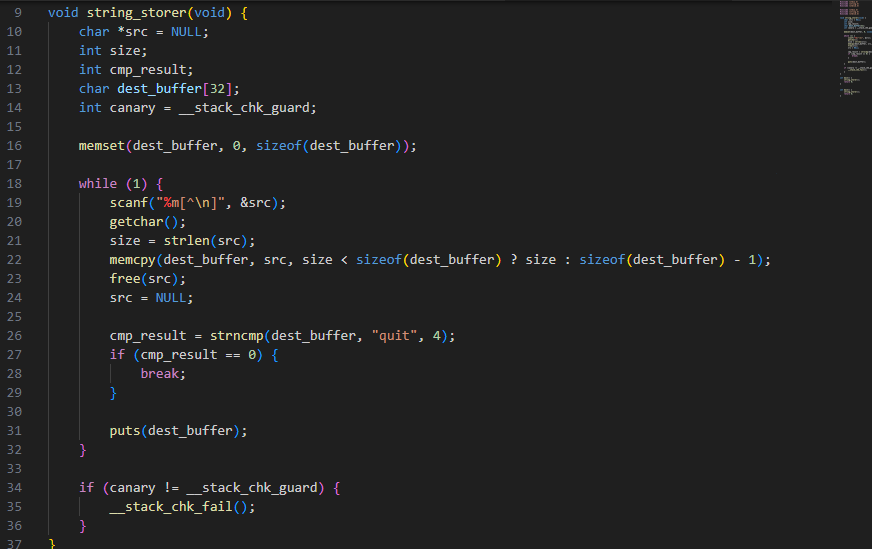 9 void string_storer(void) {
10 char *src = NULL;
11 int size;
12 int cmp_result;
13 char dest_buffer[32];
14 int canary = __stack_chk_guard;
15
16 memset(dest_buffer, 0, sizeof(dest_buffer));
17
18 while (1) {
19 scanf("%m[^\n]", &src);
20 getchar();
21 size = strlen(src);
22 memcpy(dest_buffer, src, size < sizeof(dest_buffer) ? size : sizeof(dest_buffer) - 1);
23 free(src);
24 src = NULL;
25
26 cmp_result = strncmp(dest_buffer, "quit", 4);
27 if (cmp_result == 0) {
28 break;
29 }
30
31 puts(dest_buffer);
32 }
33
34 if (canary != __stack_chk_guard) {
35 __stack_chk_fail();
36 }
37 }